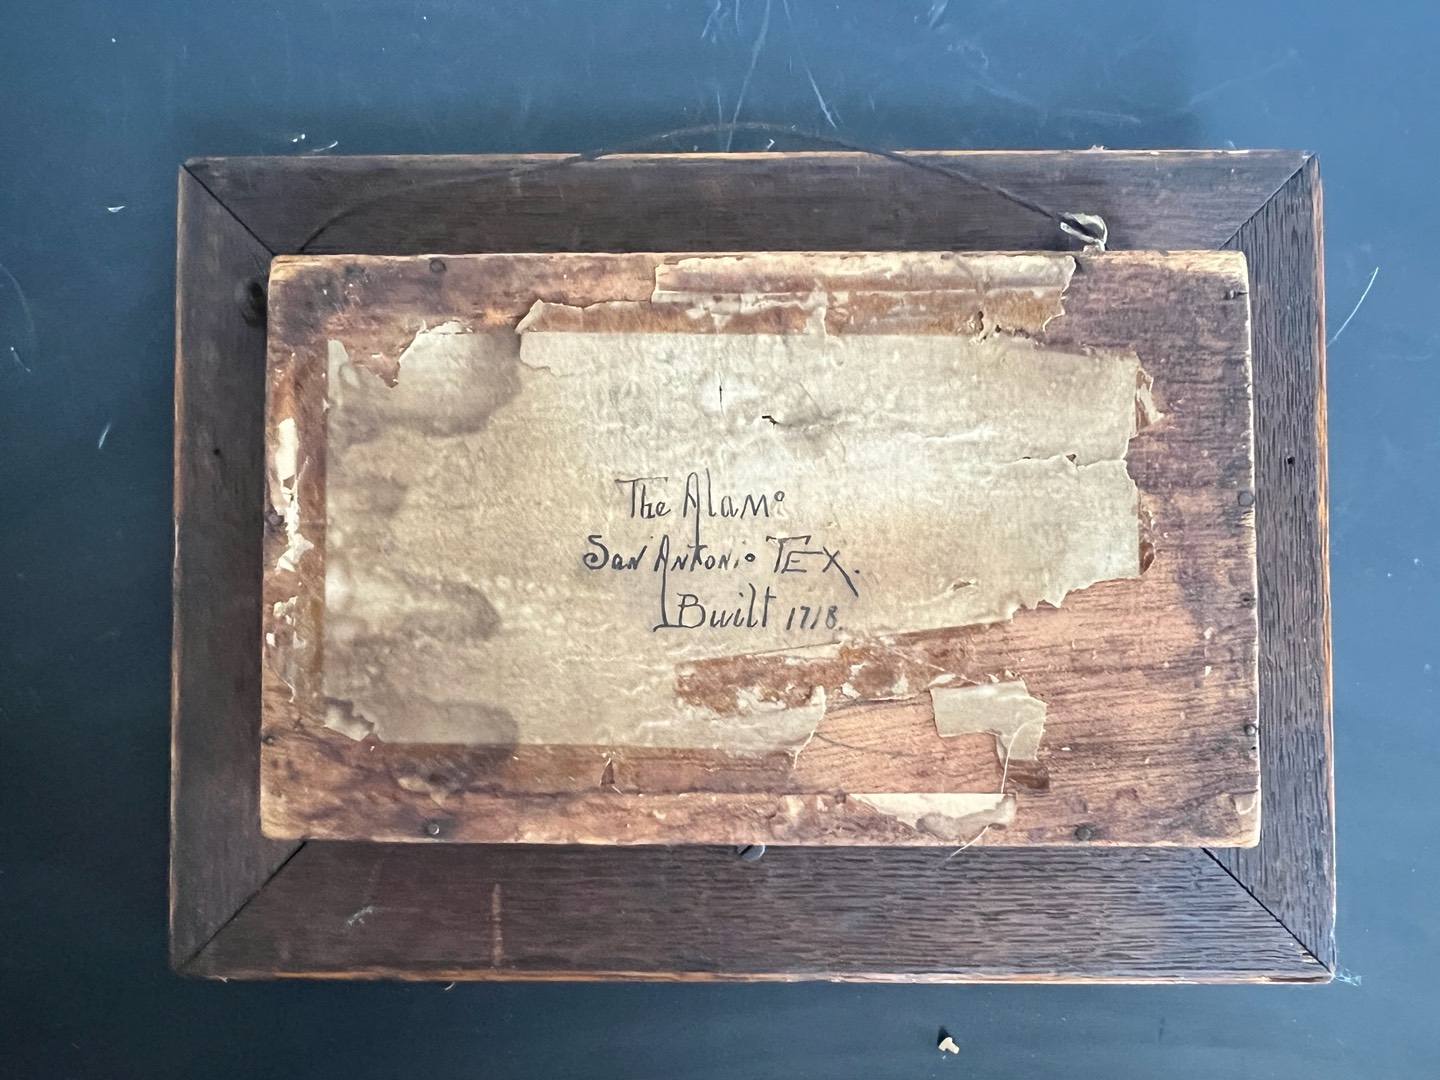 The Alamo
San Antonio TEX.
Built 1718.